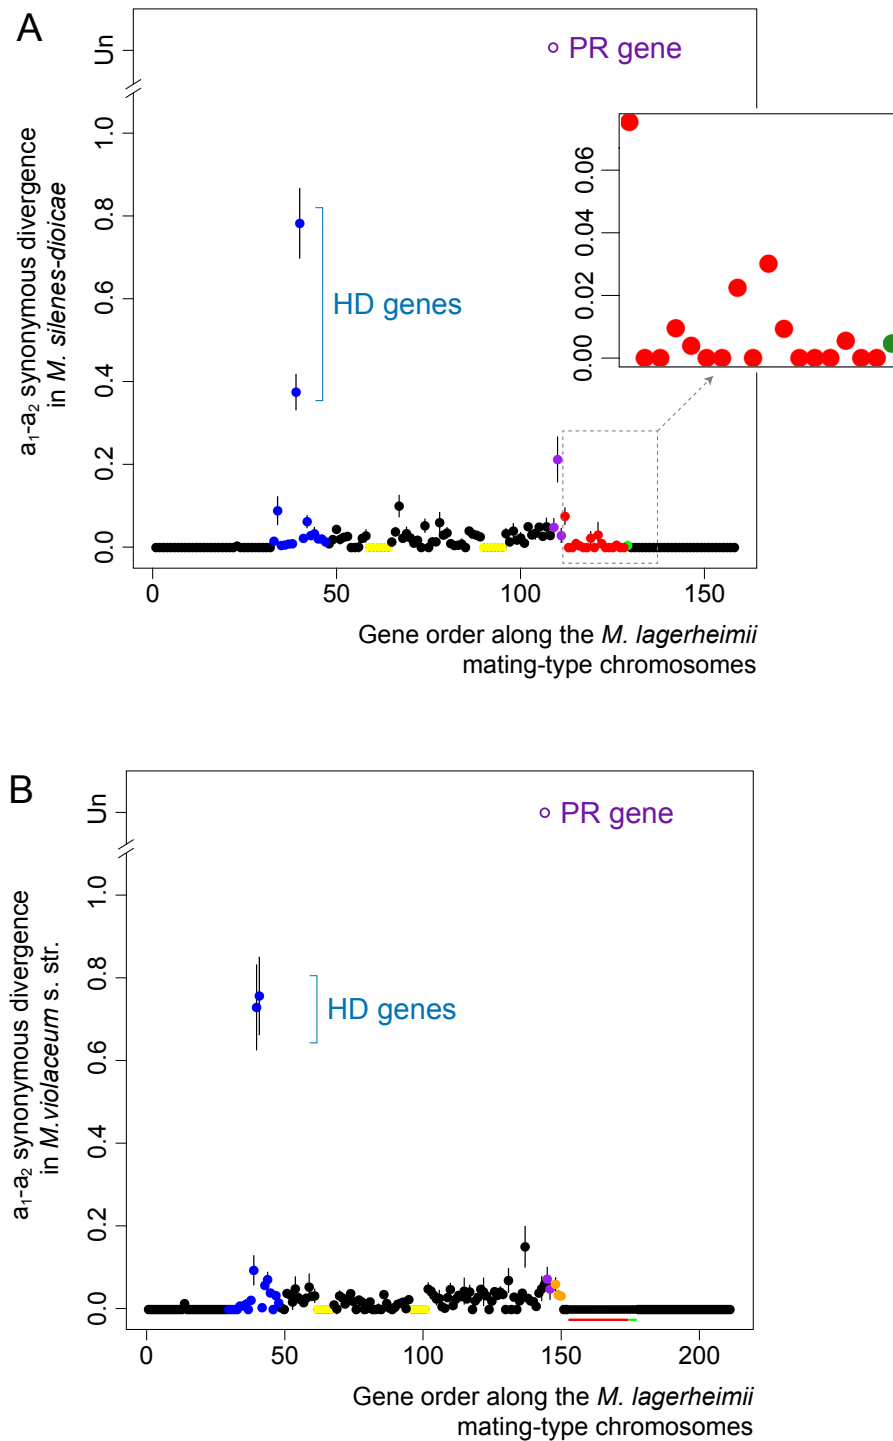 A
Un
PR gene
1.0
0.8
0.6
0.4
0.2
0.0
a₁-a₂ synonymous divergence
in M. silenes-dioicae
HD genes
0.06
0.04
0.02
0.00
0
50
100
150
Gene order along the M. lagerheimii
mating-type chromosomes
B
Un
PR gene
1.0
0.8
0.6
0.4
0.2
0.0
a₁-a₂ synonymous divergence
in M.violaceum s. str.
HD genes
0
50
100
150
200
Gene order along the M. lagerheimii
mating-type chromosomes